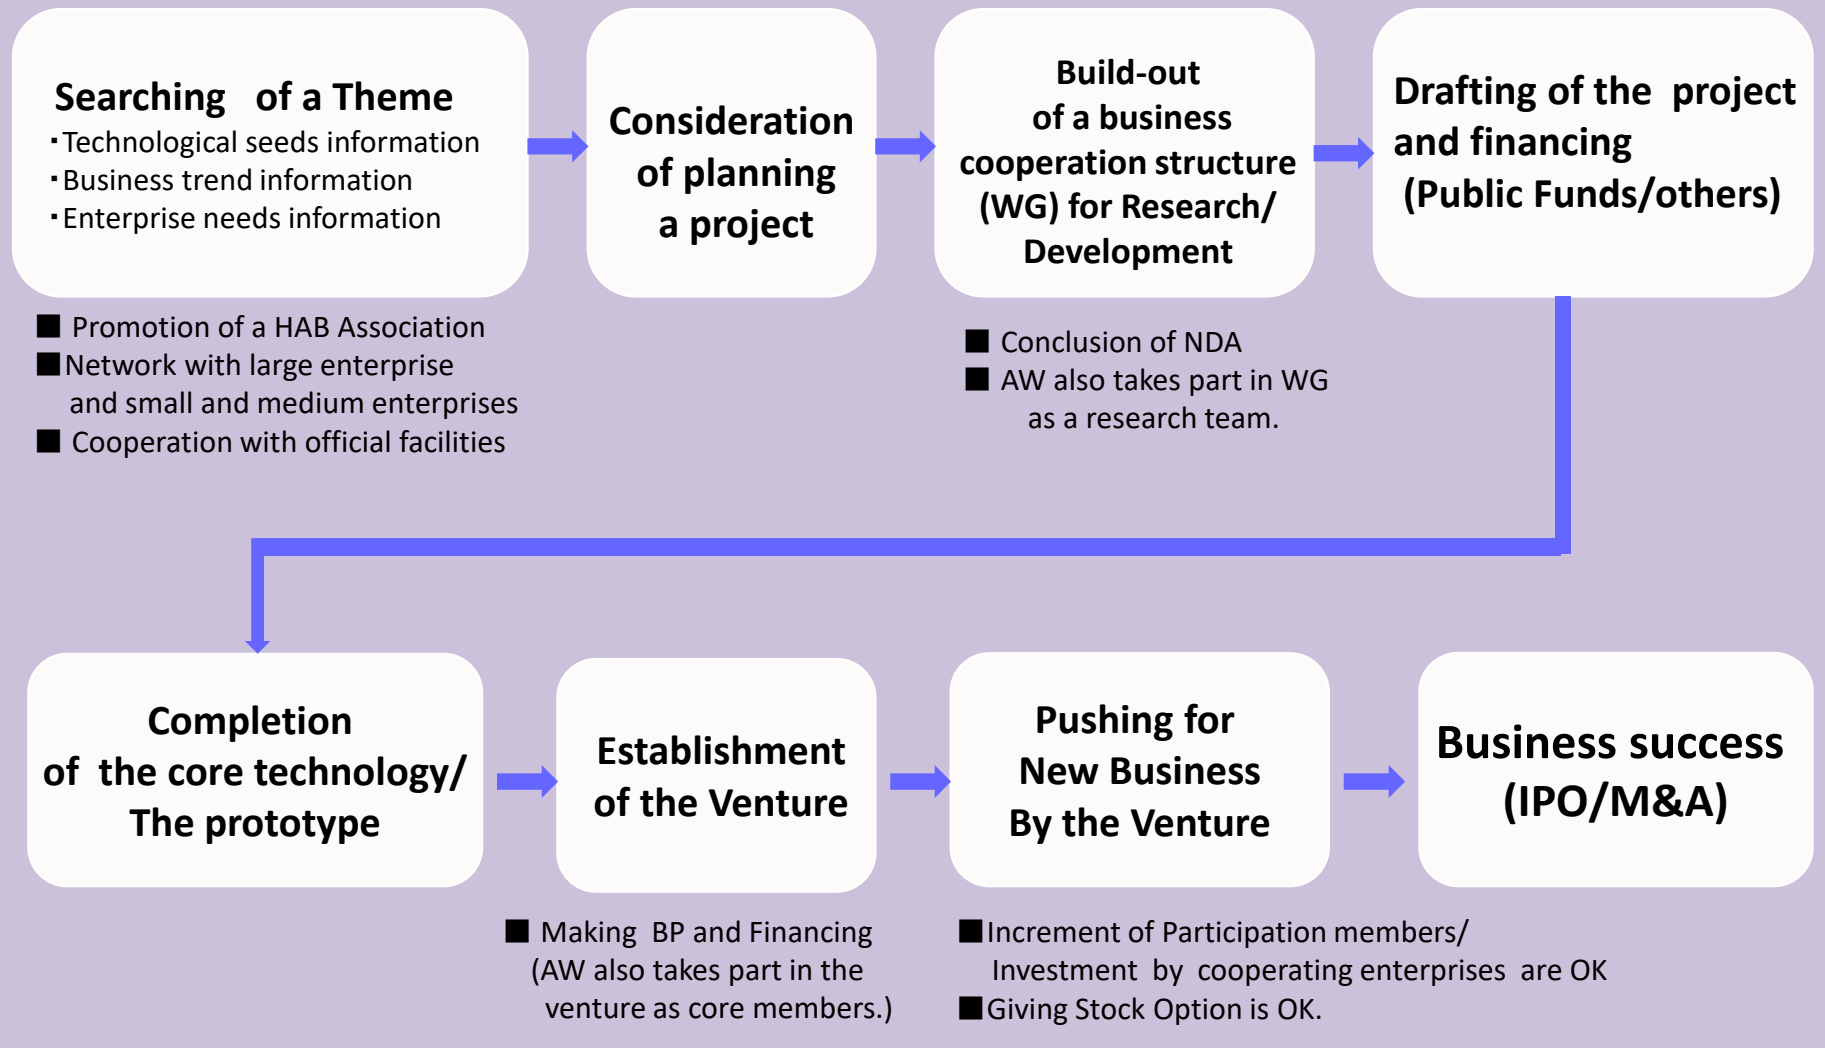 Searching of a Theme
・Technological seeds information
・Business trend information
・Enterprise needs information
Consideration
of planning
a project
Build-out
of a business
cooperation structure
(WG) for Research/
Development
Drafting of the project
and financing
(Public Funds/others)
■ Promotion of a HAB Association
■Network with large enterprise
and small and medium enterprises
■ Cooperation with official facilities
■ Conclusion of NDA
■ AW also takes part in WG
as a research team.
Completion
of the core technology/
The prototype
Establishment
of the Venture
Pushing for
New Business
By the Venture
Business success
(IPO/M&A)
■ Making BP and Financing
(AW also takes part in the
venture as core members.)
■Increment of Participation members/
Investment by cooperating enterprises are OK
■Giving Stock Option is OK.